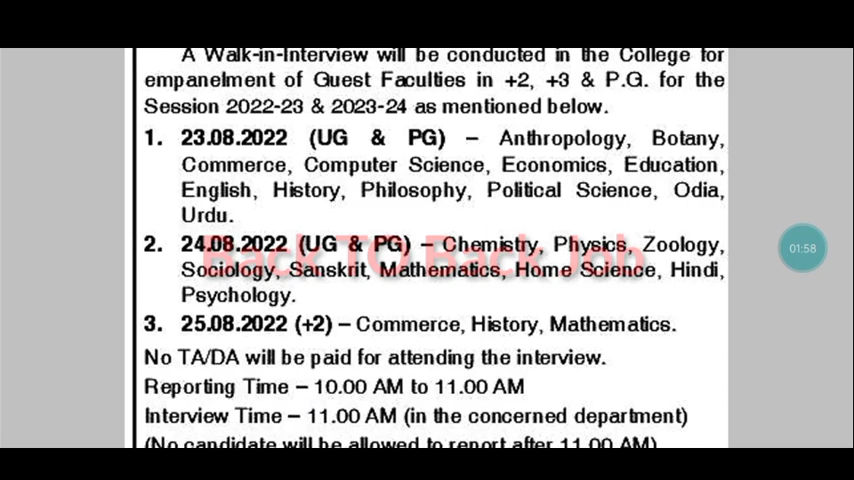 A Walk-in-Interview will be conducted in the College for
empanelment of Guest Faculties in +2, +3 & P.G. for the
Session 2022-23 & 2023-24 as mentioned below.
1. 23.08.2022 (UG & PG) – Anthropology, Botany,
Commerce, Computer Science, Economics, Education,
English, History, Philosophy, Political Science, Odia,
Urdu.
2. 24.08.2022 (UG & PG) – Chemistry, Physics, Zoology,
Back TO Back Job
Sociology, Sanskrit, Mathematics, Home Science, Hindi,
Psychology.
3. 25.08.2022 (+2) – Commerce, History, Mathematics.
No TA/DA will be paid for attending the interview.
Reporting Time – 10.00 AM to 11.00 AM
Interview Time – 11.00 AM (in the concerned department)
(No candidate will be allowed to report after 11.00 AM)
01:58